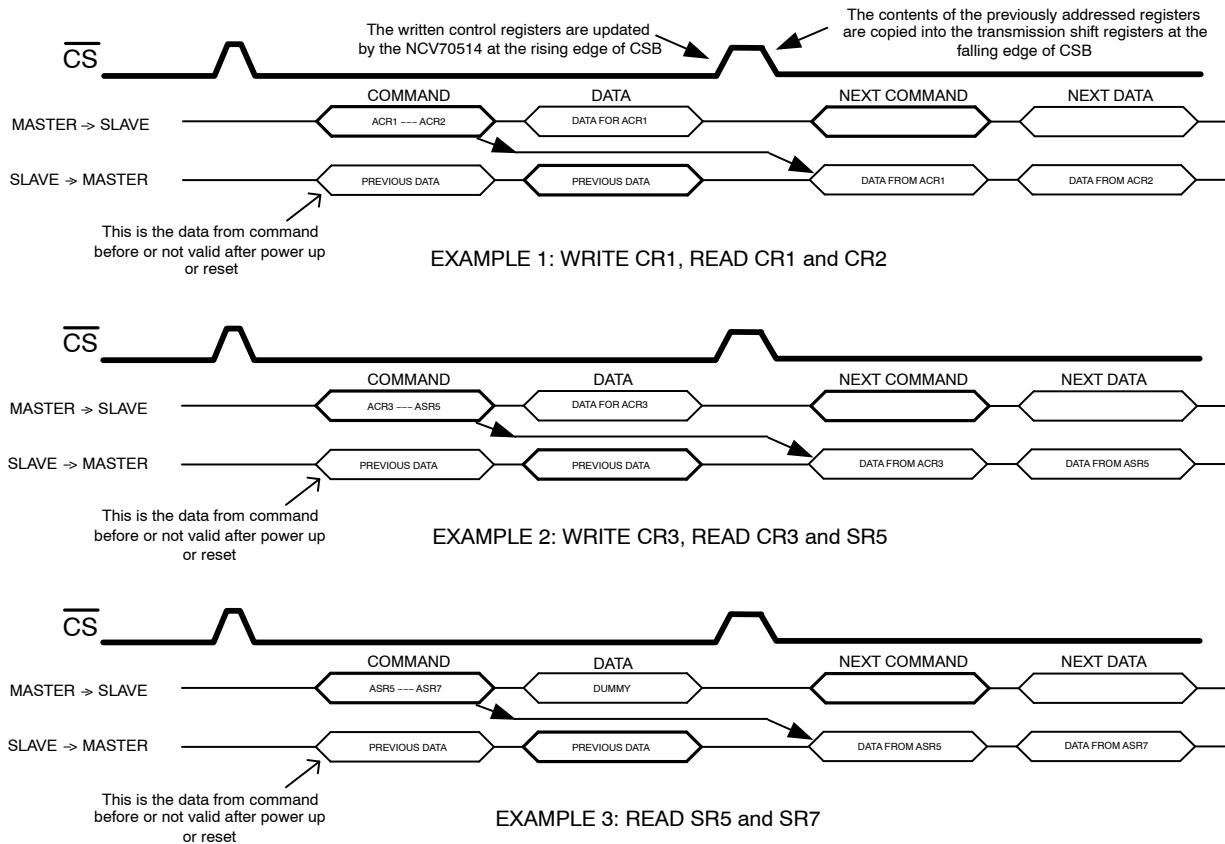 The written control registers are updated
by the NCV70514 at the rising edge of CSB
The contents of the previously addressed registers
are copied into the transmission shift registers at the
falling edge of CSB
CS
COMMAND
DATA
NEXT COMMAND
NEXT DATA
MASTER -> SLAVE
ACR1 --- ACR2
DATA FOR ACR1
SLAVE -> MASTER
PREVIOUS DATA
PREVIOUS DATA
DATA FROM ACR1
DATA FROM ACR2
This is the data from command
before or not valid after power up
or reset
EXAMPLE 1: WRITE CR1, READ CR1 and CR2
CS
COMMAND
DATA
NEXT COMMAND
NEXT DATA
MASTER -> SLAVE
ACR3 --- ASR5
DATA FOR ACR3
SLAVE -> MASTER
PREVIOUS DATA
PREVIOUS DATA
DATA FROM ACR3
DATA FROM ASR5
This is the data from command
before or not valid after power up
or reset
EXAMPLE 2: WRITE CR3, READ CR3 and SR5
CS
COMMAND
DATA
NEXT COMMAND
NEXT DATA
MASTER -> SLAVE
ASR5 --- ASR7
DUMMY
SLAVE -> MASTER
PREVIOUS DATA
PREVIOUS DATA
DATA FROM ASR5
DATA FROM ASR7
This is the data from command
before or not valid after power up
or reset
EXAMPLE 3: READ SR5 and SR7